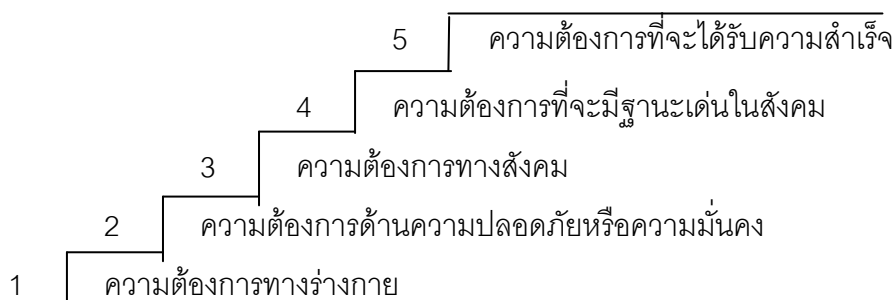 5 ความต้องการที่จะได้รับความสำเร็จ
4 ความต้องการที่จะมีฐานะเด่นในสังคม
3 ความต้องการทางสังคม
2 ความต้องการด้านความปลอดภัยหรือความมั่นคง
1 ความต้องการทางร่างกาย